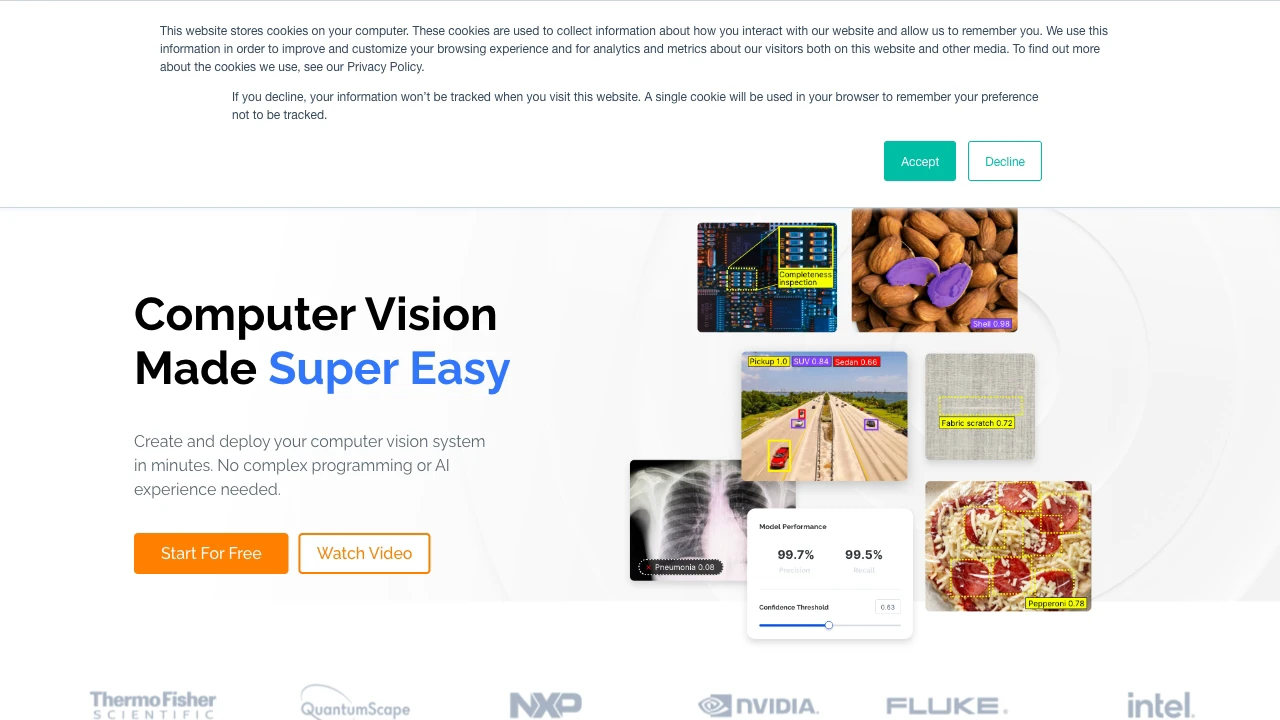 This website stores cookies on your computer. These cookies are used to collect information about how you interact with our website and allow us to remember you. We use this
information in order to improve and customize your browsing experience and for analytics and metrics about our visitors both on this website and other media. To find out more
about the cookies we use, see our Privacy Policy.
If you decline, your information won’t be tracked when you visit this website. A single cookie will be used in your browser to remember your preference
not to be tracked.
Accept
Decline
Computer Vision
Made Super Easy
Create and deploy your computer vision system
in minutes. No complex programming or AI
experience needed.
Start For Free
Watch Video
Completeness
inspection
Shell 0.98
Pickup 1.0
SUV 0.84
Sedan 0.66
Fabric scratch 0.72
Pneumonia 0.08
Model Performance
99.7%
99.5%
Precision
Recall
Confidence Threshold
0.63
Pepperoni 0.78
ThermoFisher
SCIENTIFIC
QuantumScape
NXP
NVIDIA.
FLUKE.
intel.